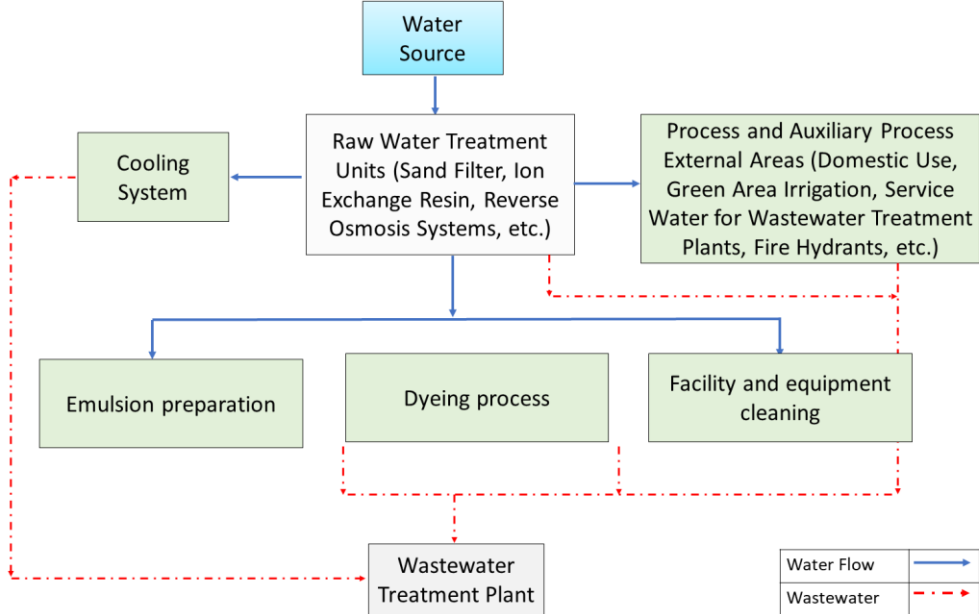 Water
Source
Cooling
System
Raw Water Treatment
Units (Sand Filter, Ion
Exchange Resin, Reverse
Osmosis Systems, etc.)
Process and Auxiliary Process
External Areas (Domestic Use,
Green Area Irrigation, Service
Water for Wastewater Treatment
Plants, Fire Hydrants, etc.)
Emulsion preparation
Dyeing process
Facility and equipment
cleaning
Wastewater
Treatment Plant
Water Flow
Wastewater